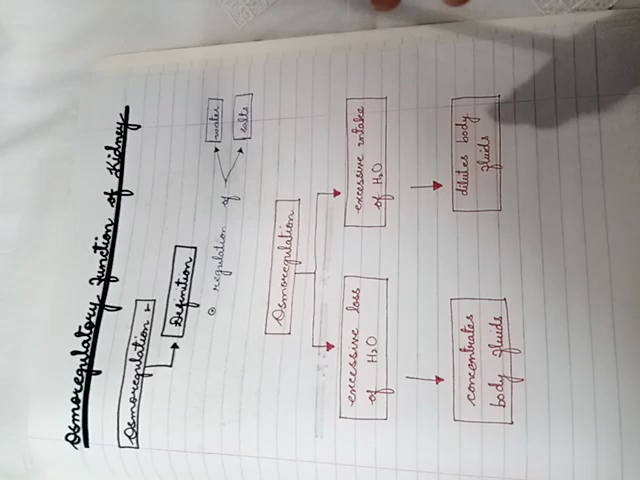 Osmoregulatory Function of Kidney
Osmoregulation :-
Definition
⊙ regulation of
water
salts
Osmoregulation
excessive loss
of H2O
excessive intake
of H2O
concentrates
body fluids
dilutes body
fluids